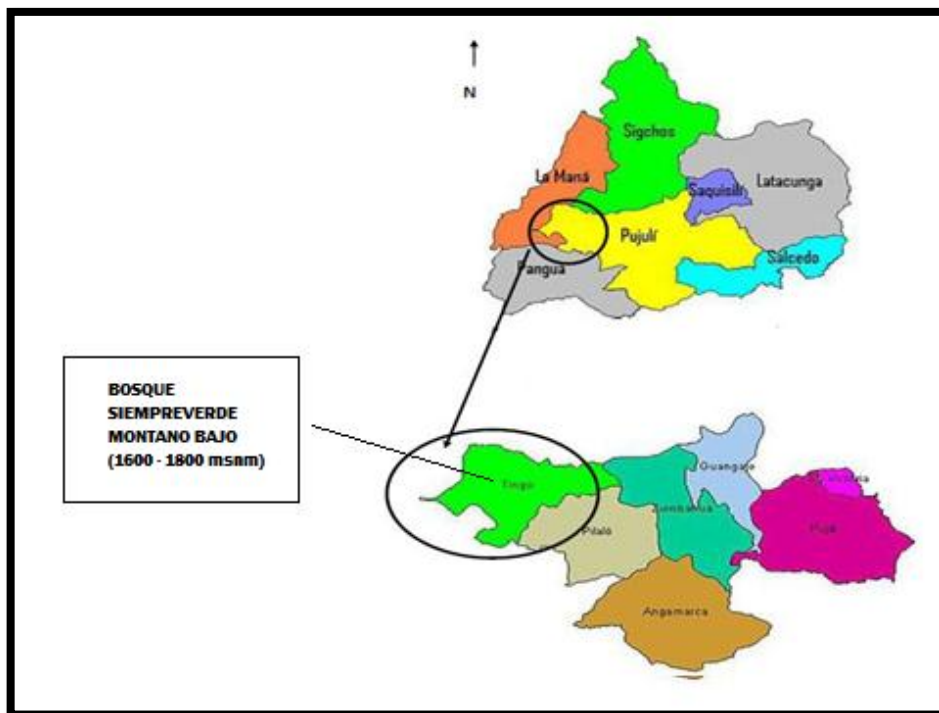 N
Sigchos
La Maná
Saquisilí
Latacunga
Pujulí
Salcedo
Pangua
BOSQUE
SIEMPREVERDE
MONTANO BAJO
(1600 - 1800 msnm)
Guangaje
Tingo
Zumbahua
Pilaló
Pujilí
Angamarca